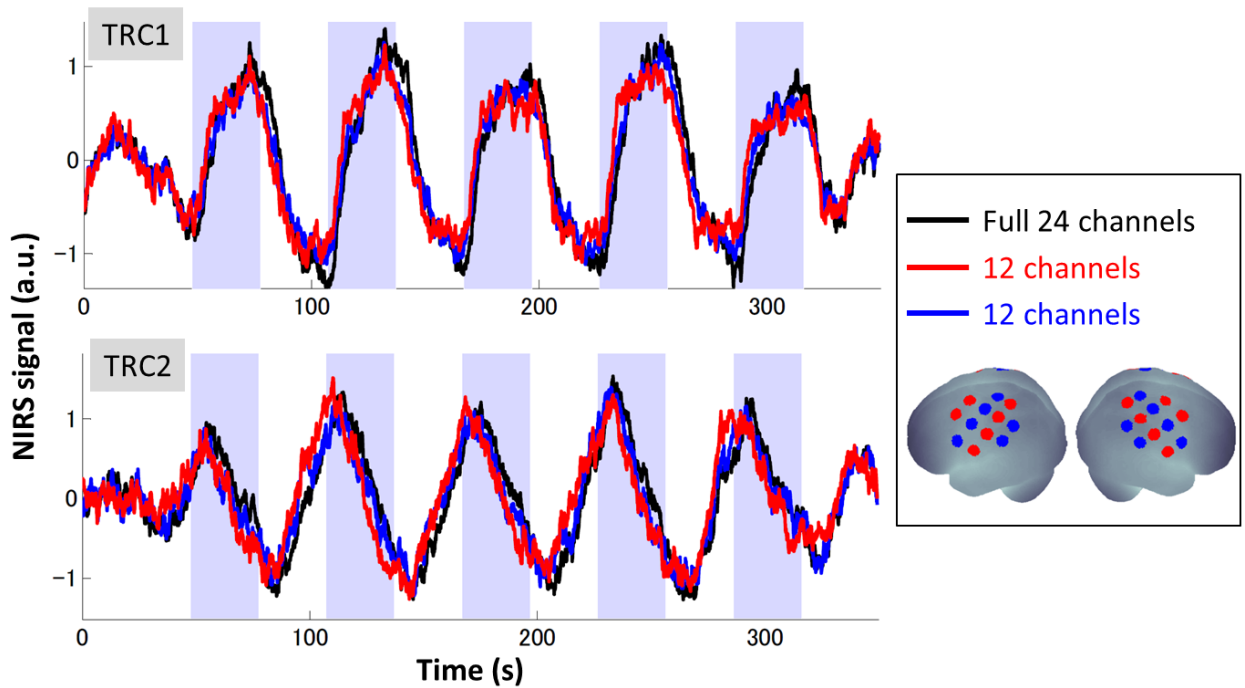 TRC1
1
0
−1
0
100
200
300
TRC2
1
0
−1
0
100
200
300
NIRS signal (a.u.)
Time (s)
Full 24 channels
12 channels
12 channels